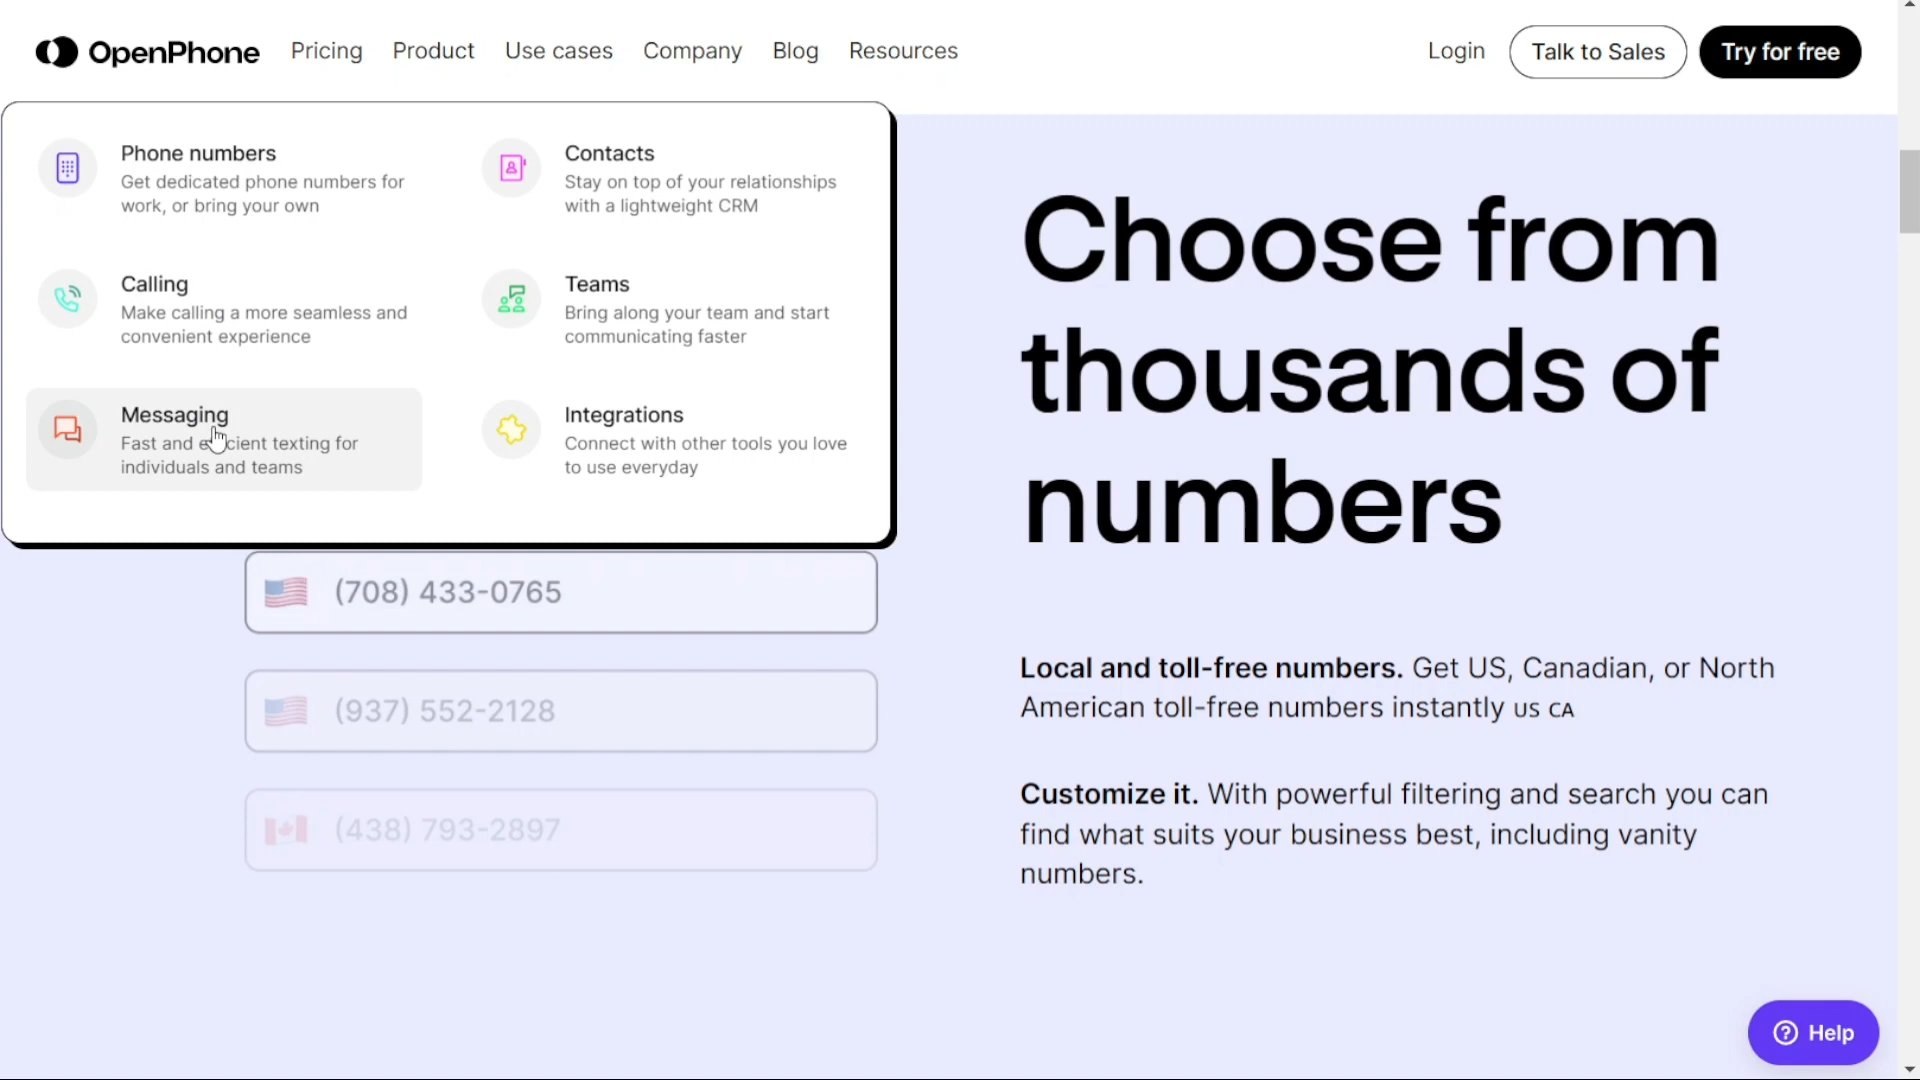 OpenPhone Pricing Product Use cases Company Blog Resources Login Talk to Sales Try for free
Phone numbers
Get dedicated phone numbers for
work, or bring your own
Contacts
Stay on top of your relationships
with a lightweight CRM
Calling
Make calling a more seamless and
convenient experience
Teams
Bring along your team and start
communicating faster
Messaging
Fast and efficient texting for
individuals and teams
Integrations
Connect with other tools you love
to use everyday
(708) 433-0765
(937) 552-2128
(438) 793-2897
Choose from
thousands of
numbers
Local and toll-free numbers. Get US, Canadian, or North
American toll-free numbers instantly US CA
Customize it. With powerful filtering and search you can
find what suits your business best, including vanity
numbers.
Help